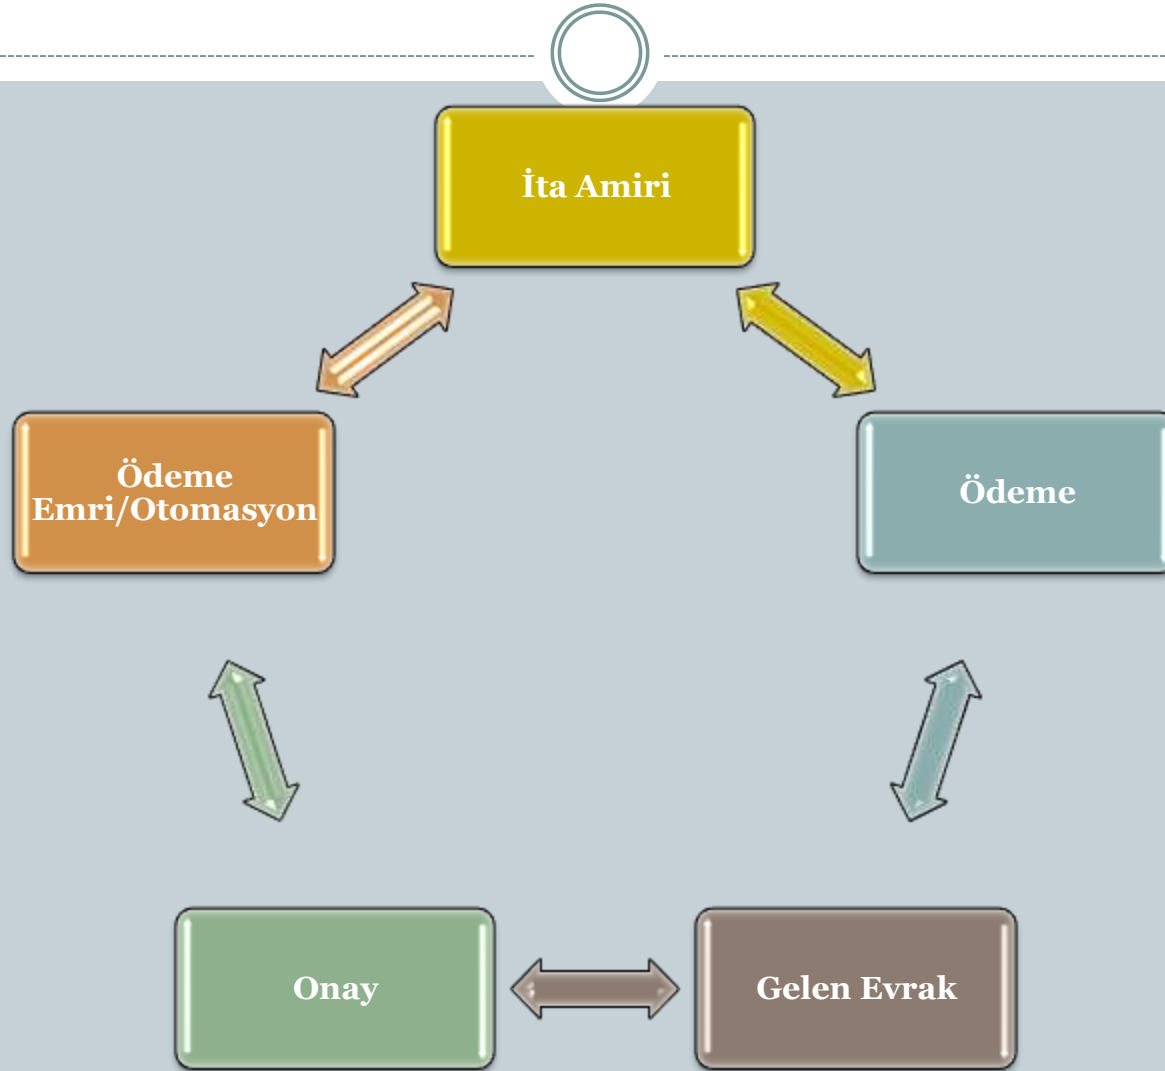 İta Amiri
Ödeme
Emri/Otomasyon
Ödeme
Onay
Gelen Evrak